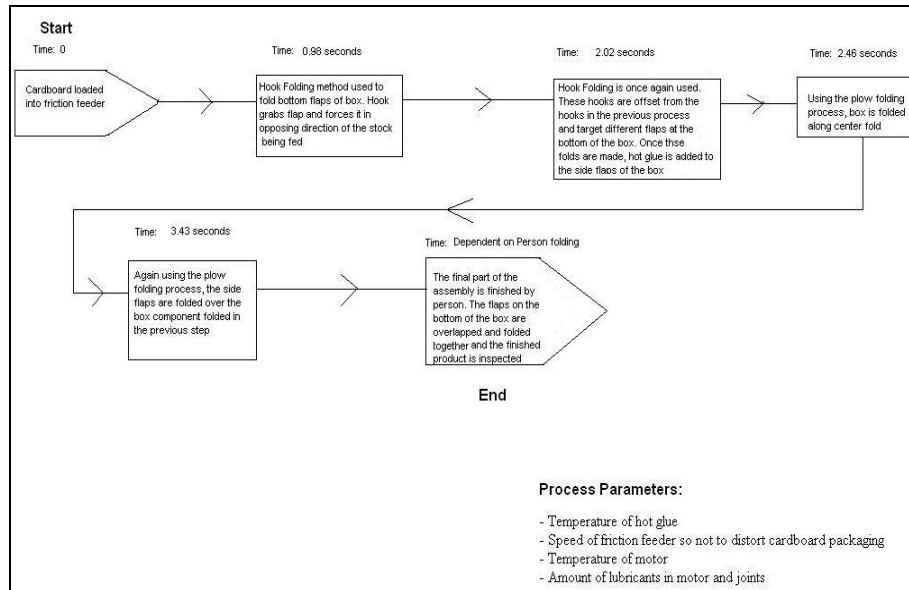 Start
Time: 0
Cardboard loaded
into friction feeder
Time: 0.98 seconds
Hook Folding method used to
fold bottom flaps of box. Hook
grabs flap and forces it in
opposing direction of the stock
being fed
Time: 2.02 seconds
Hook Folding is once again used.
These hooks are offset from the
hooks in the previous process
and target different flaps at the
bottom of the box. Once thse
folds are made, hot glue is added to
the side flaps of the box
Time: 2.46 seconds
Using the plow folding
process, box is folded
along center fold
Time: 3.43 seconds
Again using the plow
folding process, the side
flaps are folded over the
box component folded in
the previous step
Time: Dependent on Person folding
The final part of the
assembly is finished by
person. The flaps on the
bottom of the box are
overlapped and folded
together and the finished
product is inspected
End
Process Parameters:
- Temperature of hot glue
- Speed of friction feeder so not to distort cardboard packaging
- Temperature of motor
- Amount of lubricants in motor and joints